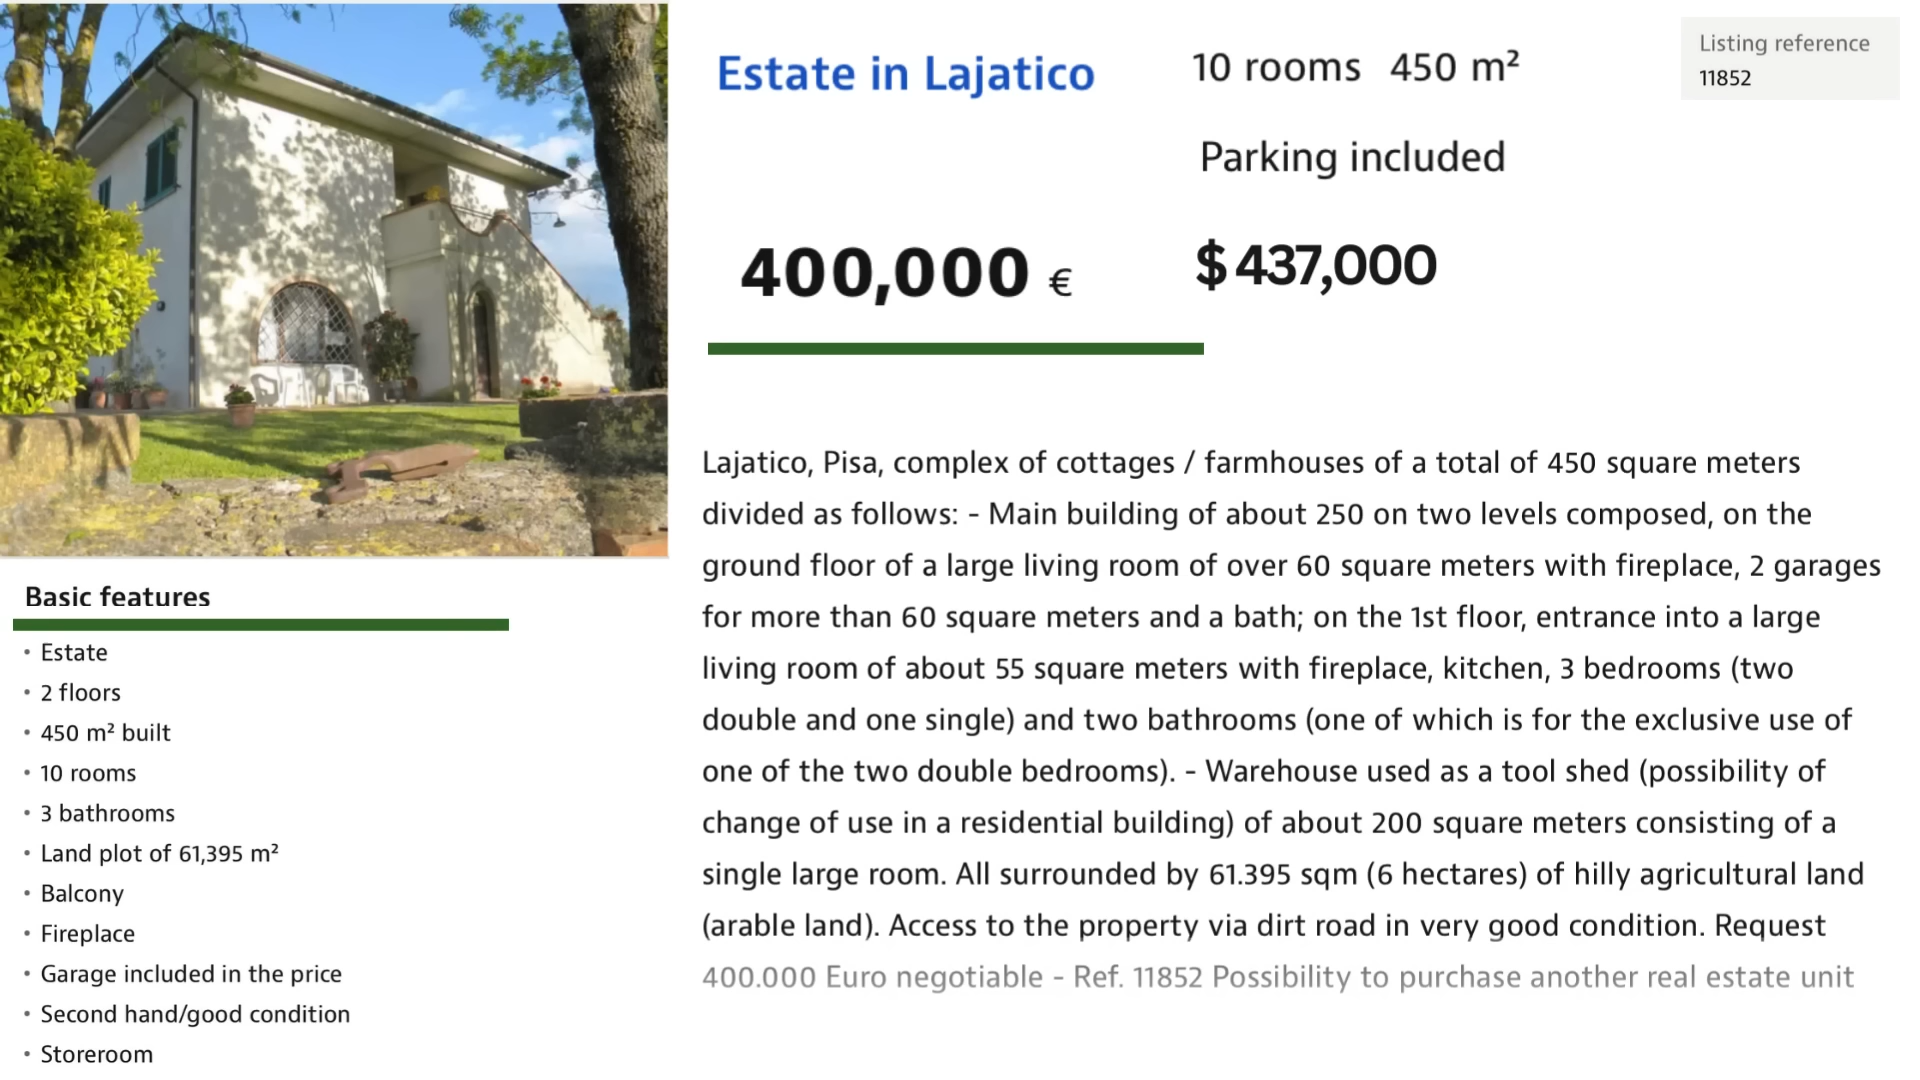 Estate in Lajatico
10 rooms 450 m²
Listing reference
11852
Parking included
400,000 €
$437,000
Lajatico, Pisa, complex of cottages / farmhouses of a total of 450 square meters
divided as follows: - Main building of about 250 on two levels composed, on the
ground floor of a large living room of over 60 square meters with fireplace, 2 garages
for more than 60 square meters and a bath; on the 1st floor, entrance into a large
living room of about 55 square meters with fireplace, kitchen, 3 bedrooms (two
double and one single) and two bathrooms (one of which is for the exclusive use of
one of the two double bedrooms). - Warehouse used as a tool shed (possibility of
change of use in a residential building) of about 200 square meters consisting of a
single large room. All surrounded by 61.395 sqm (6 hectares) of hilly agricultural land
(arable land). Access to the property via dirt road in very good condition. Request
400.000 Euro negotiable - Ref. 11852 Possibility to purchase another real estate unit
Basic features
• Estate
• 2 floors
• 450 m² built
• 10 rooms
• 3 bathrooms
• Land plot of 61,395 m²
• Balcony
• Fireplace
• Garage included in the price
• Second hand/good condition
• Storeroom